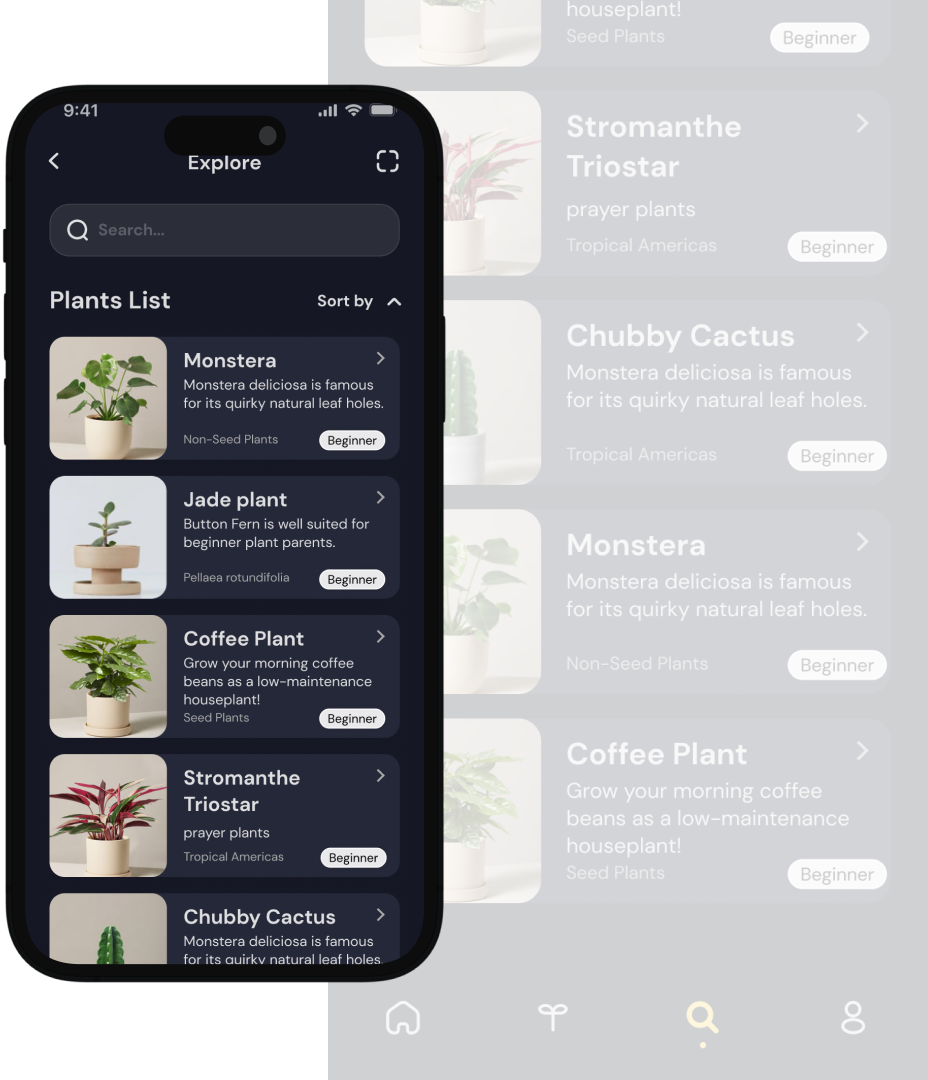 9:41
Explore
Search...
Plants List
Sort by
Monstera
Monstera deliciosa is famous
for its quirky natural leaf holes.
Non-Seed Plants
Beginner
Jade plant
Button Fern is well suited for
beginner plant parents.
Pellaea rotundifolia
Beginner
Coffee Plant
Grow your morning coffee
beans as a low-maintenance
houseplant!
Seed Plants
Beginner
Stromanthe
Triostar
prayer plants
Tropical Americas
Beginner
Chubby Cactus
Monstera deliciosa is famous
for its quirky natural leaf holes.
houseplant!
Seed Plants
Beginner
Stromanthe
Triostar
prayer plants
Tropical Americas
Beginner
Chubby Cactus
Monstera deliciosa is famous
for its quirky natural leaf holes.
Tropical Americas
Beginner
Monstera
Monstera deliciosa is famous
for its quirky natural leaf holes.
Non-Seed Plants
Beginner
Coffee Plant
Grow your morning coffee
beans as a low-maintenance
houseplant!
Seed Plants
Beginner